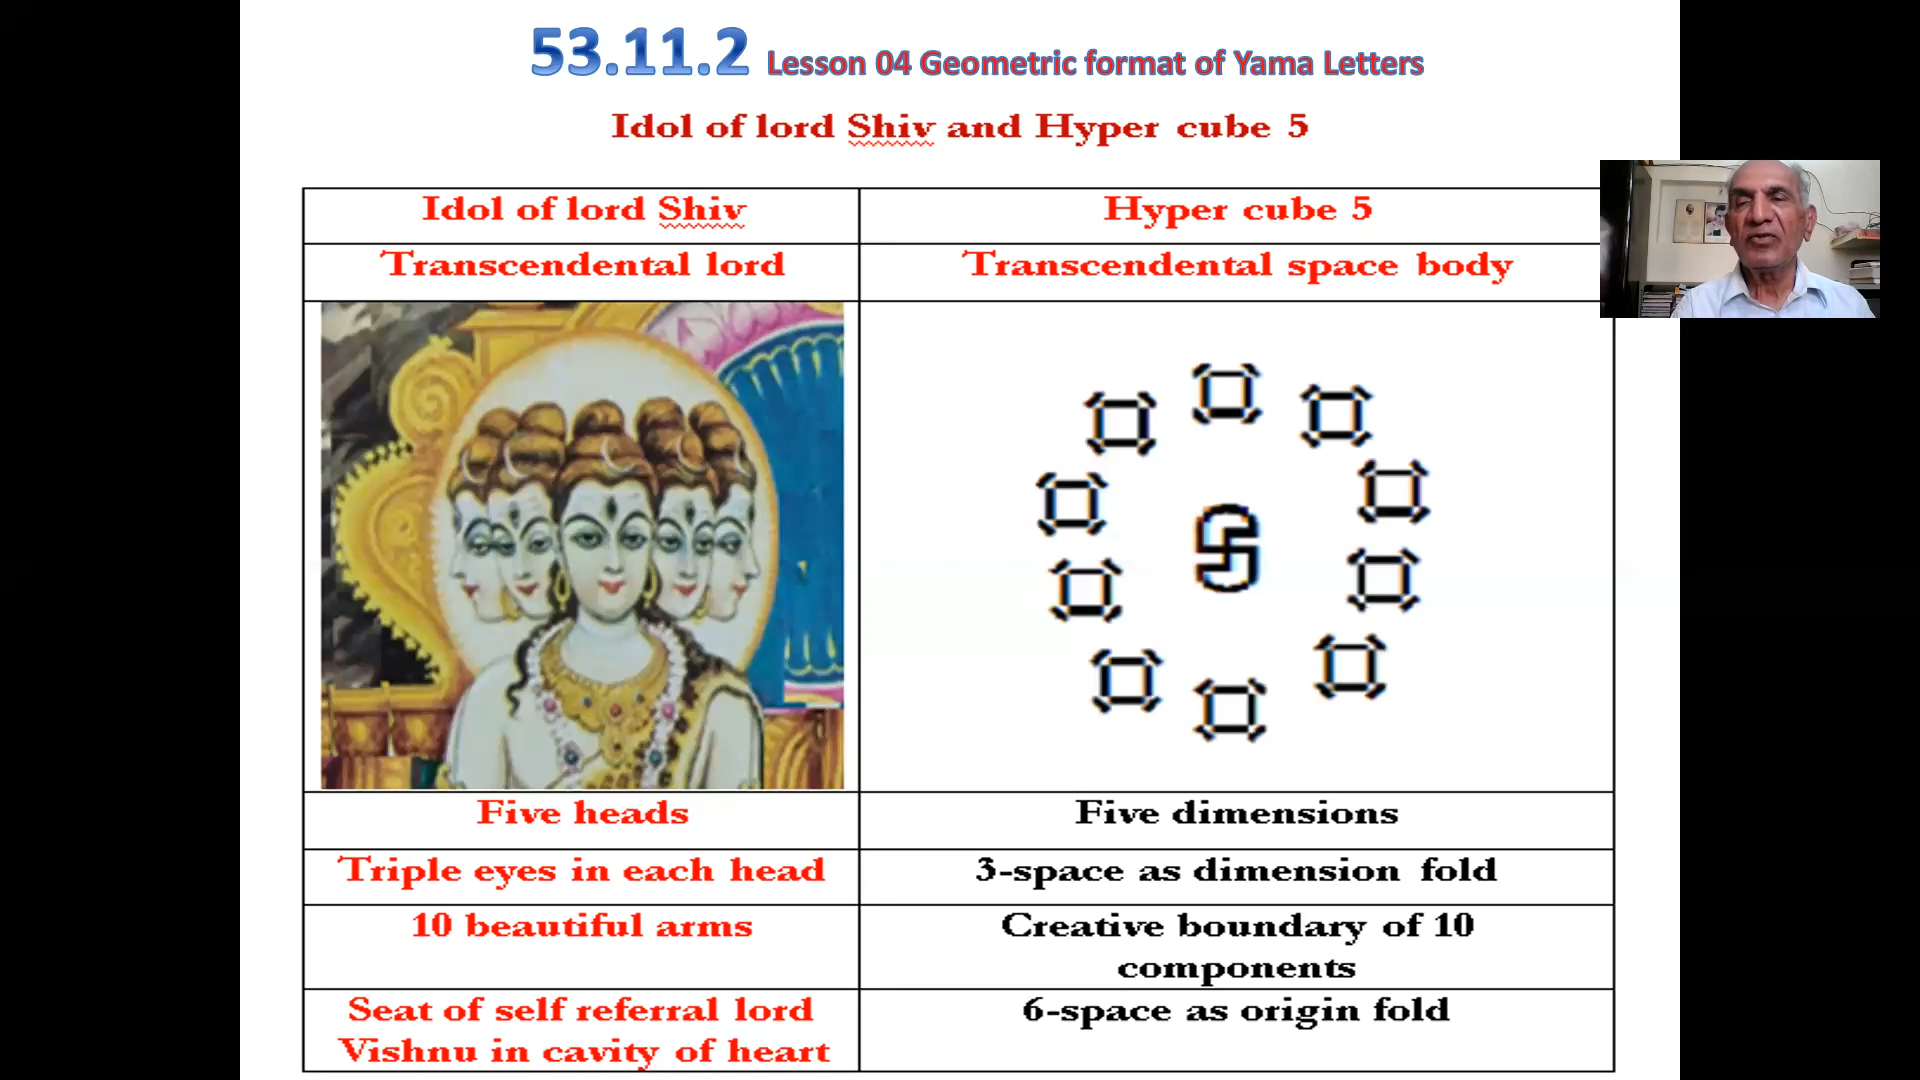 53.11.2 Lesson 04 Geometric format of Yama Letters
Idol of lord Shiv and Hyper cube 5
Idol of lord Shiv
Hyper cube 5
Transcendental lord
Transcendental space body
Five heads
Five dimensions
Triple eyes in each head
3-space as dimension fold
10 beautiful arms
Creative boundary of 10
components
Seat of self referral lord
Vishnu in cavity of heart
6-space as origin fold